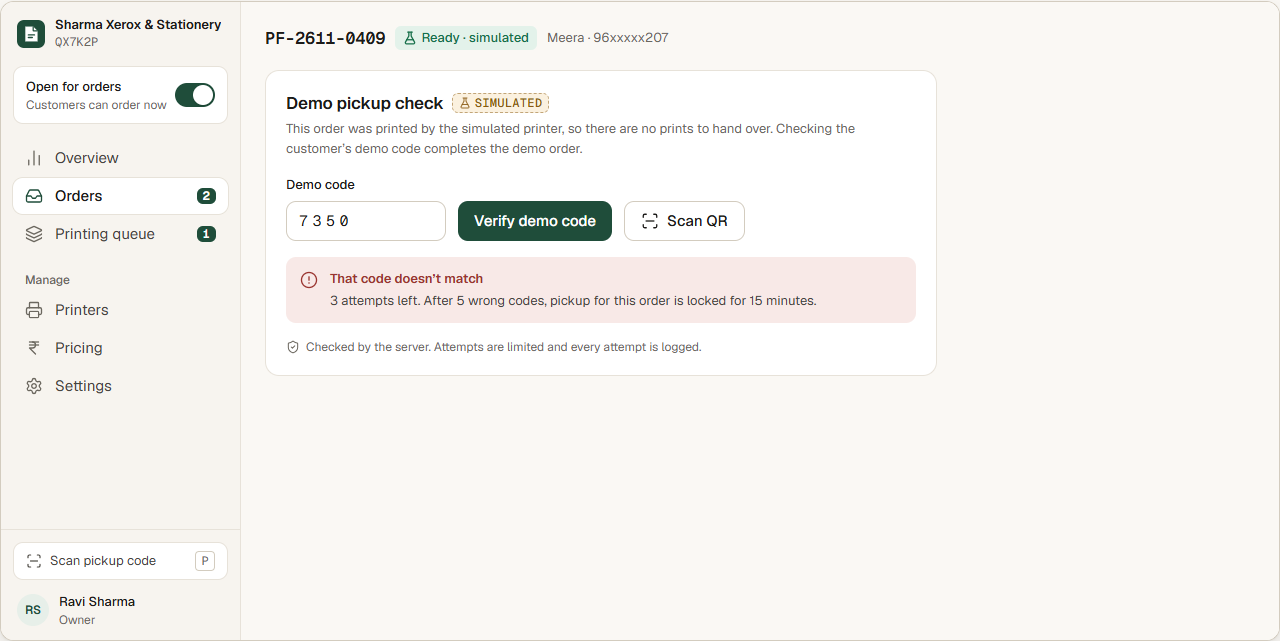 Sharma Xerox & Stationery
QX7K2P
Open for orders
Customers can order now
Overview
Orders 2
Printing queue 1
Manage
Printers
Pricing
Settings
Scan pickup code P
RS
Ravi Sharma
Owner
PF-2611-0409 Ready · simulated Meera · 96xxxxx207
Demo pickup check SIMULATED
This order was printed by the simulated printer, so there are no prints to hand over. Checking the
customer's demo code completes the demo order.
Demo code
7350 Verify demo code Scan QR
That code doesn't match
3 attempts left. After 5 wrong codes, pickup for this order is locked for 15 minutes.
Checked by the server. Attempts are limited and every attempt is logged.